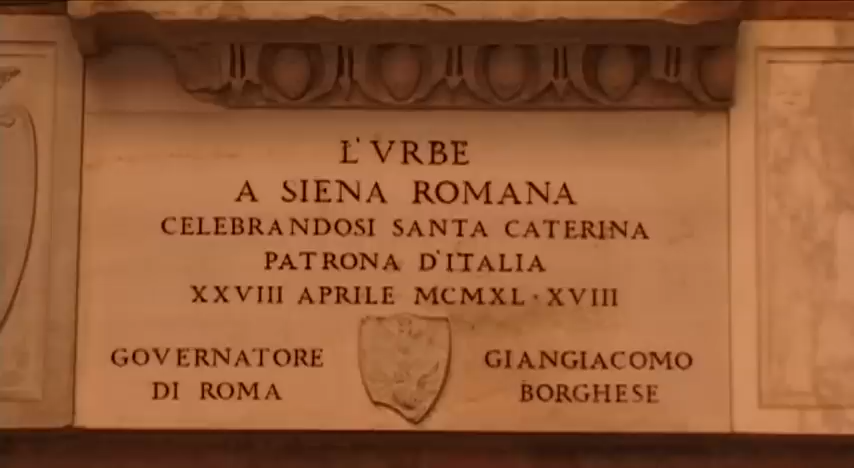 L'VRBE
A SIENA ROMANA
CELEBRANDOSI SANTA CATERINA
PATRONA D'ITALIA
XXVIII APRILE MCMXL·XVIII
GOVERNATORE
DI ROMA
GIANGIACOMO
BORGHESE